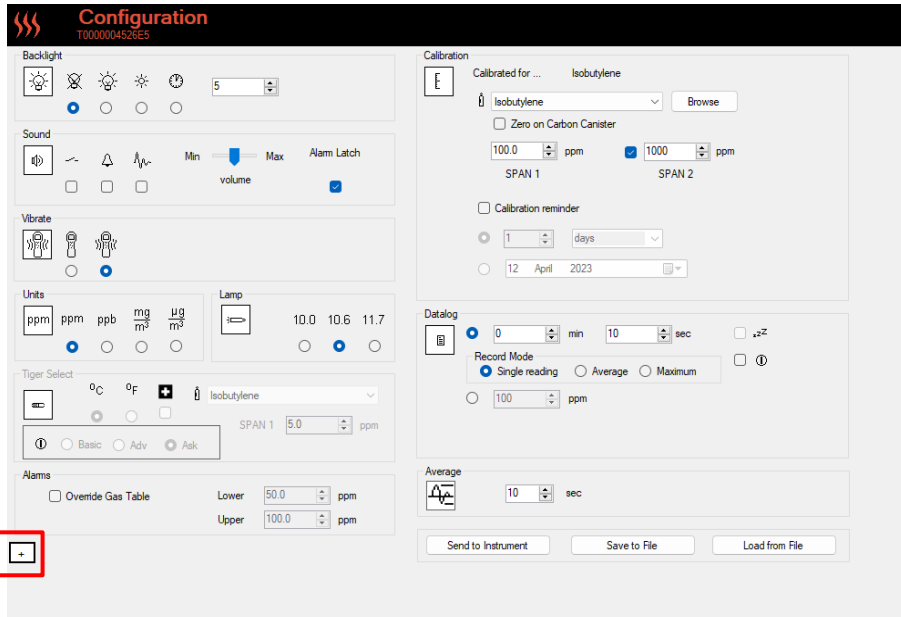 Configuration
T0000004526E5
Backlight
5
Sound
Min
Max
volume
Alarm Latch
Vibrate
Units
ppm ppm ppb mg/m³ µg/m³
Lamp
10.0 10.6 11.7
Tiger Select
°C °F
Isobutylene
SPAN 1 5.0 ppm
Basic Adv Ask
Alarms
Override Gas Table
Lower 50.0 ppm
Upper 100.0 ppm
+
Calibration
Calibrated for ... Isobutylene
Isobutylene Browse
Zero on Carbon Canister
100.0 ppm 1000 ppm
SPAN 1 SPAN 2
Calibration reminder
1 days
12 April 2023
Datalog
0 min 10 sec
zzZ
Record Mode
Single reading Average Maximum
100 ppm
Average
10 sec
Send to Instrument Save to File Load from File